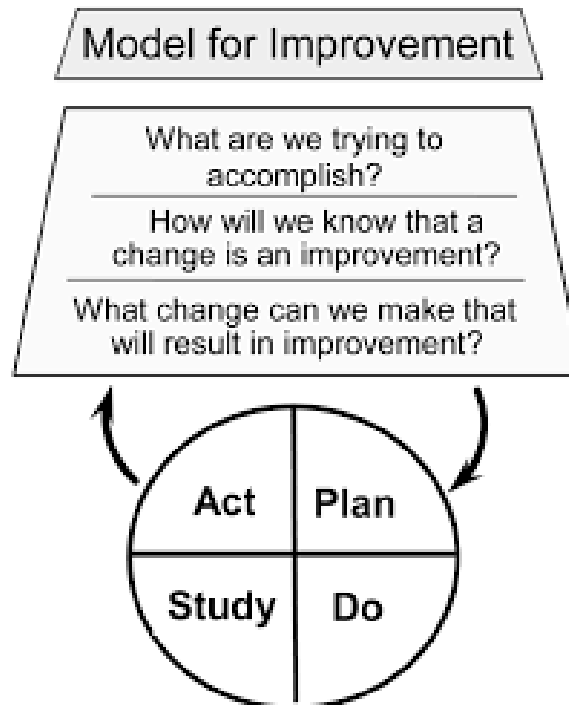 Model for Improvement
What are we trying to
accomplish?
How will we know that a
change is an improvement?
What change can we make that
will result in improvement?
Act
Plan
Study
Do